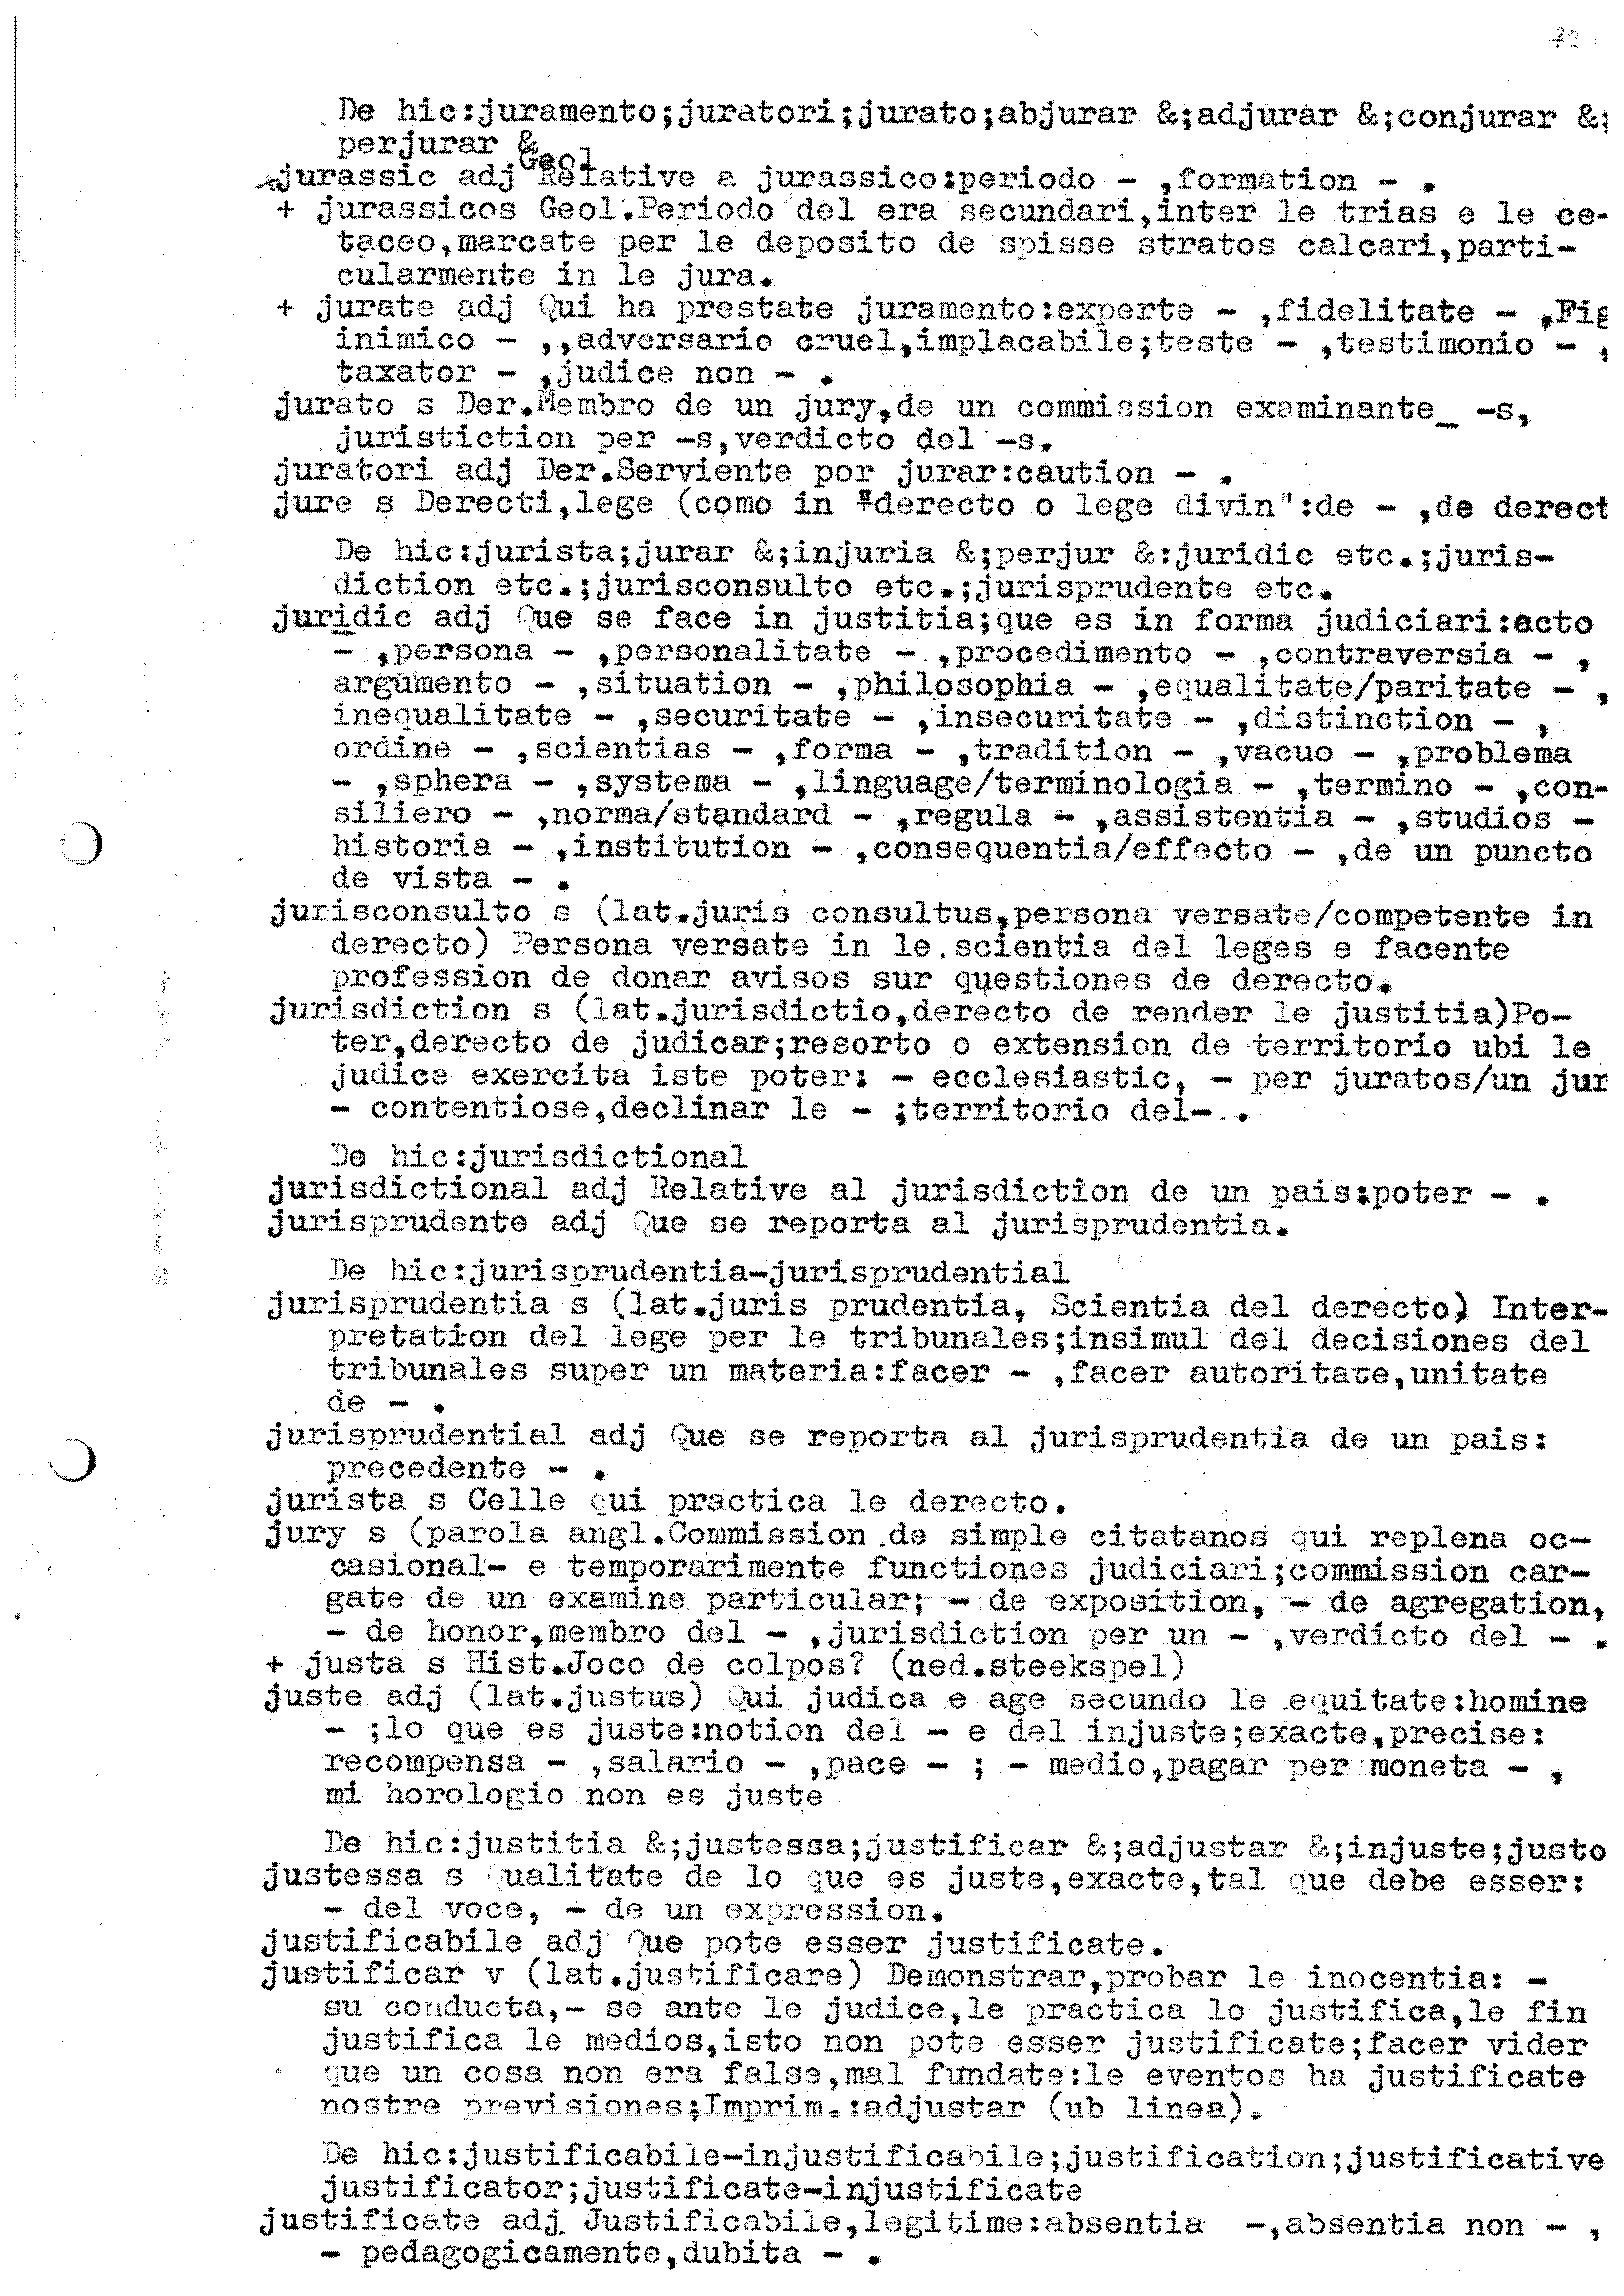 De hic:juramento;juratori;jurato;abjurar &;adjurar &;conjurar &;
perjurar &
Geol
jurassic adj Relative a jurassico:periodo - ,formation - .
+ jurassicos Geol.Periodo del era secundari,inter le trias e le ce-
taceo,marcate per le deposito de spisse stratos calcari,parti-
cularmente in le jura.
+ jurate adj Qui ha prestate juramento:experte - ,fidelitate - ,Fig
inimico - ,,adversario cruel,implacabile;teste - ,testimonio - ,
taxator - ,judice non - .
jurato s Der.Membro de un jury,de un commission examinante_ -s,
juristiction per -s,verdicto del -s.
juratori adj Der.Serviente por jurar:caution - .
jure s Derecti,lege (como in "derecto o lege divin":de - ,de derect
De hic:jurista;jurar &;injuria &;perjur &:juridic etc.;juris-
diction etc.;jurisconsulto etc.;jurisprudente etc.
juridic adj Que se face in justitia;que es in forma judiciari:acto
- ,persona - ,personalitate - ,procedimento - ,contraversia - ,
argumento - ,situation - ,philosophia - ,equalitate/paritate - ,
inequalitate - ,securitate - ,insecuritate - ,distinction - ,
ordine - ,scientias - ,forma - ,tradition - ,vacuo - ,problema
- ,sphera - ,systema - ,linguage/terminologia - ,termino - ,con-
siliero - ,norma/standard - ,regula - ,assistentia - ,studios -
historia - ,institution - ,consequentia/effecto - ,de un puncto
de vista - .
jurisconsulto s (lat.juris consultus,persona versate/competente in
derecto) Persona versate in le scientia del leges e facente
profession de donar avisos sur questiones de derecto.
jurisdiction s (lat.jurisdictio,derecto de render le justitia)Po-
ter,derecto de judicar;resorto o extension de territorio ubi le
judice exercita iste poter: - ecclesiastic, - per juratos/un jur
- contentiose,declinar le - ;territorio del- .
De hic:jurisdictional
jurisdictional adj Relative al jurisdiction de un pais:poter - .
jurisprudente adj Que se reporta al jurisprudentia.
De hic:jurisprudentia-jurisprudential
jurisprudentia s (lat.juris prudentia, Scientia del derecto) Inter-
pretation del lege per le tribunales;insimul del decisiones del
tribunales super un materia:facer - ,facer autoritate,unitate
de - .
jurisprudential adj Que se reporta al jurisprudentia de un pais:
precedente - .
jurista s Celle qui practica le derecto.
jury s (parola angl.Commission de simple citatanos qui replena oc-
casional- e temporarimente functiones judiciari;commission car-
gate de un examine particular; - de exposition, - de agregation,
- de honor,membro del - ,jurisdiction per un - ,verdicto del - .
+ justa s Hist.Joco de colpos? (ned.steekspel)
juste adj (lat.justus) Qui judica e age secundo le equitate:homine
- ;lo que es juste:notion del - e del injuste;exacte,precise:
recompensa - ,salario - ,pace - ; - medio,pagar per moneta - ,
mi horologio non es juste
De hic:justitia &;justessa;justificar &;adjustar &;injuste;justo
justessa s Qualitate de lo que es juste,exacte,tal que debe esser:
- del voce, - de un expression.
justificabile adj Que pote esser justificate.
justificar v (lat.justificare) Demonstrar,probar le inocentia: -
su conducta,- se ante le judice,le practica lo justifica,le fin
justifica le medios,isto non pote esser justificate;facer vider
que un cosa non era false,mal fundate:le eventos ha justificate
nostre previsiones;Imprim.:adjustar (ub linea).
De hic:justificabile-injustificabile;justification;justificative
justificator;justificate-injustificate
justificate adj Justificabile,legitime:absentia -,absentia non - ,
- pedagogicamente,dubita - .